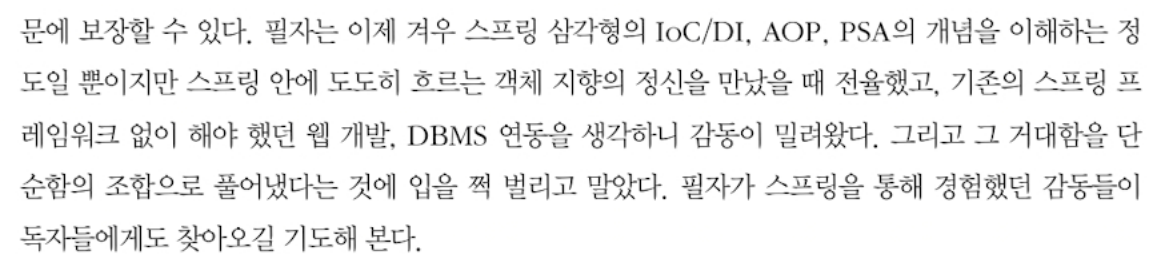 문에 보장할 수 있다. 필자는 이제 겨우 스프링 삼각형의 IoC/DI, AOP, PSA의 개념을 이해하는 정
도일 뿐이지만 스프링 안에 도도히 흐르는 객체 지향의 정신을 만났을 때 전율했고, 기존의 스프링 프
레임워크 없이 해야 했던 웹 개발, DBMS 연동을 생각하니 감동이 밀려왔다. 그리고 그 거대함을 단
순함의 조합으로 풀어냈다는 것에 입을 쩍 벌리고 말았다. 필자가 스프링을 통해 경험했던 감동들이
독자들에게도 찾아오길 기도해 본다.